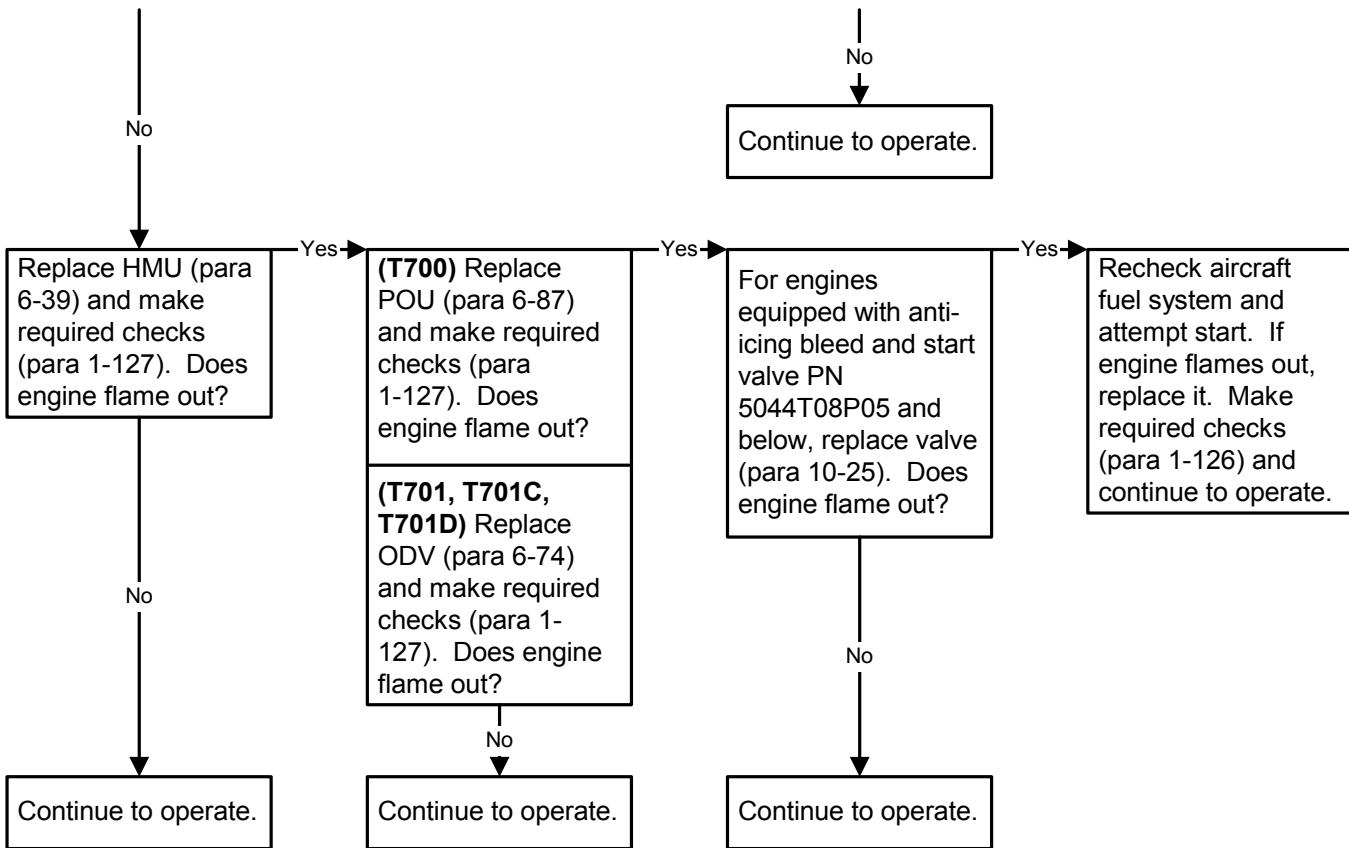 No
No
Continue to operate.
Replace HMU (para
6-39) and make
required checks
(para 1-127).  Does
engine flame out?
Yes
(T700) Replace
POU (para 6-87)
and make required
checks (para
1-127).  Does
engine flame out?
(T701, T701C,
T701D) Replace
ODV (para 6-74)
and make required
checks (para 1-
127).  Does engine
flame out?
Yes
For engines
equipped with anti-
icing bleed and start
valve PN
5044T08P05 and
below, replace valve
(para 10-25).  Does
engine flame out?
Yes
Recheck aircraft
fuel system and
attempt start.  If
engine flames out,
replace it.  Make
required checks
(para 1-126) and
continue to operate.
No
No
No
Continue to operate.
Continue to operate.
Continue to operate.